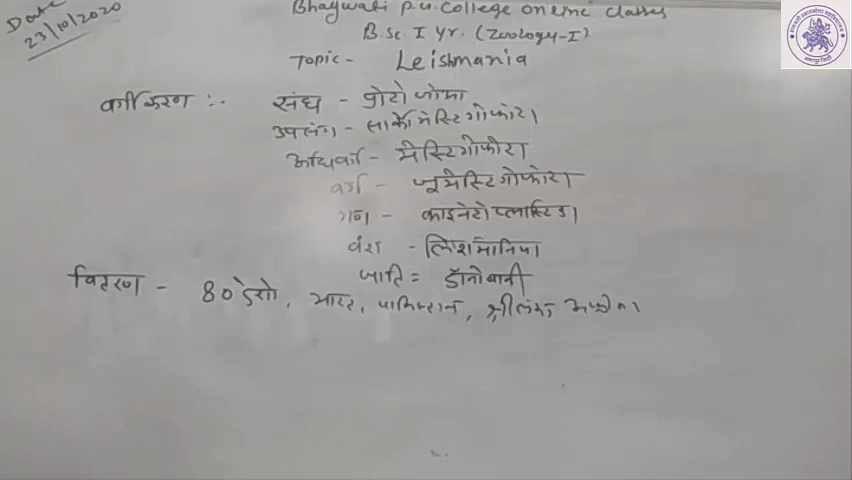 Date
23/10/2020
Bhagwati P.G. College online classes
B.Sc. I Yr. (Zoology-I)
Topic - Leishmania
वर्गीकरण :- संघ - प्रोटोजोआ
उपसंघ - सार्कोमेस्टिगोफोरा
अधिवर्ग - मेस्टिगोफोरा
वर्ग - जूमेस्टिगोफोरा
गण - काइनेटोप्लास्टिडा
वंश - लिशमानिया
जाति = डॉनोवानी
वितरण - 80 देशो, भारत, पाकिस्तान, श्रीलंका